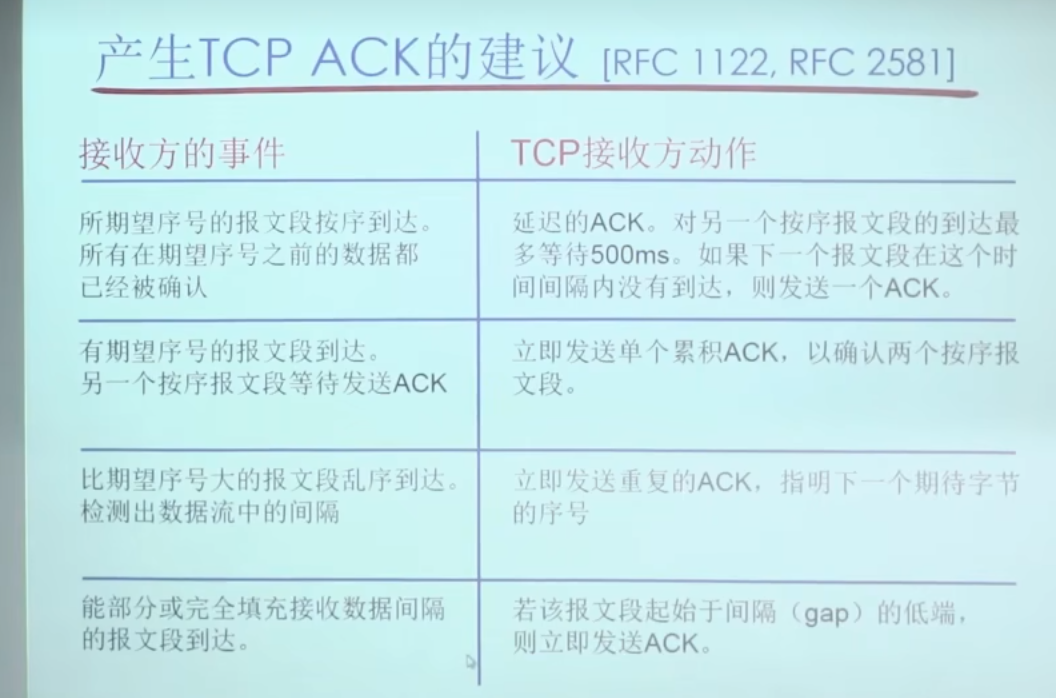 产生TCP ACK的建议 [RFC 1122, RFC 2581]
接收方的事件
TCP接收方动作
所期望序号的报文段按序到达。
所有在期望序号之前的数据都
已经被确认
延迟的ACK。对另一个按序报文段的到达最
多等待500ms。如果下一个报文段在这个时
间间隔内没有到达，则发送一个ACK。
有期望序号的报文段到达。
另一个按序报文段等待发送ACK
立即发送单个累积ACK，以确认两个按序报
文段。
比期望序号大的报文段乱序到达。
检测出数据流中的间隔
立即发送重复的ACK，指明下一个期待字节
的序号
能部分或完全填充接收数据间隔
的报文段到达。
若该报文段起始于间隔（gap）的低端，
则立即发送ACK。